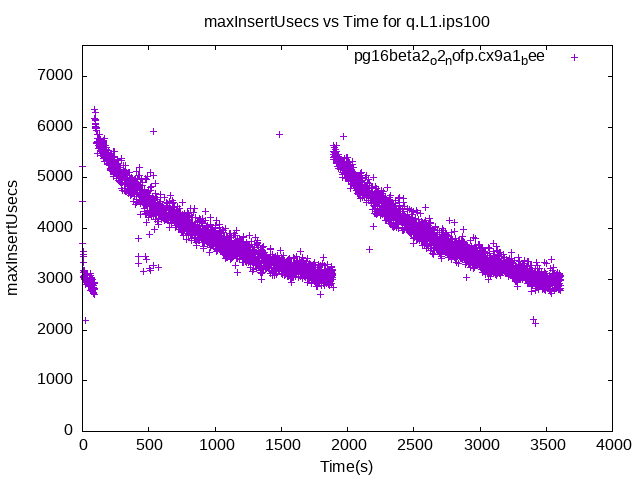 maxInsertUsecs vs Time for q.L1.ips100
pg16beta2o2nofp.cx9a1bee
7000
6000
5000
4000
3000
2000
1000
0
maxInsertUsecs
0 500 1000 1500 2000 2500 3000 3500 4000
Time(s)